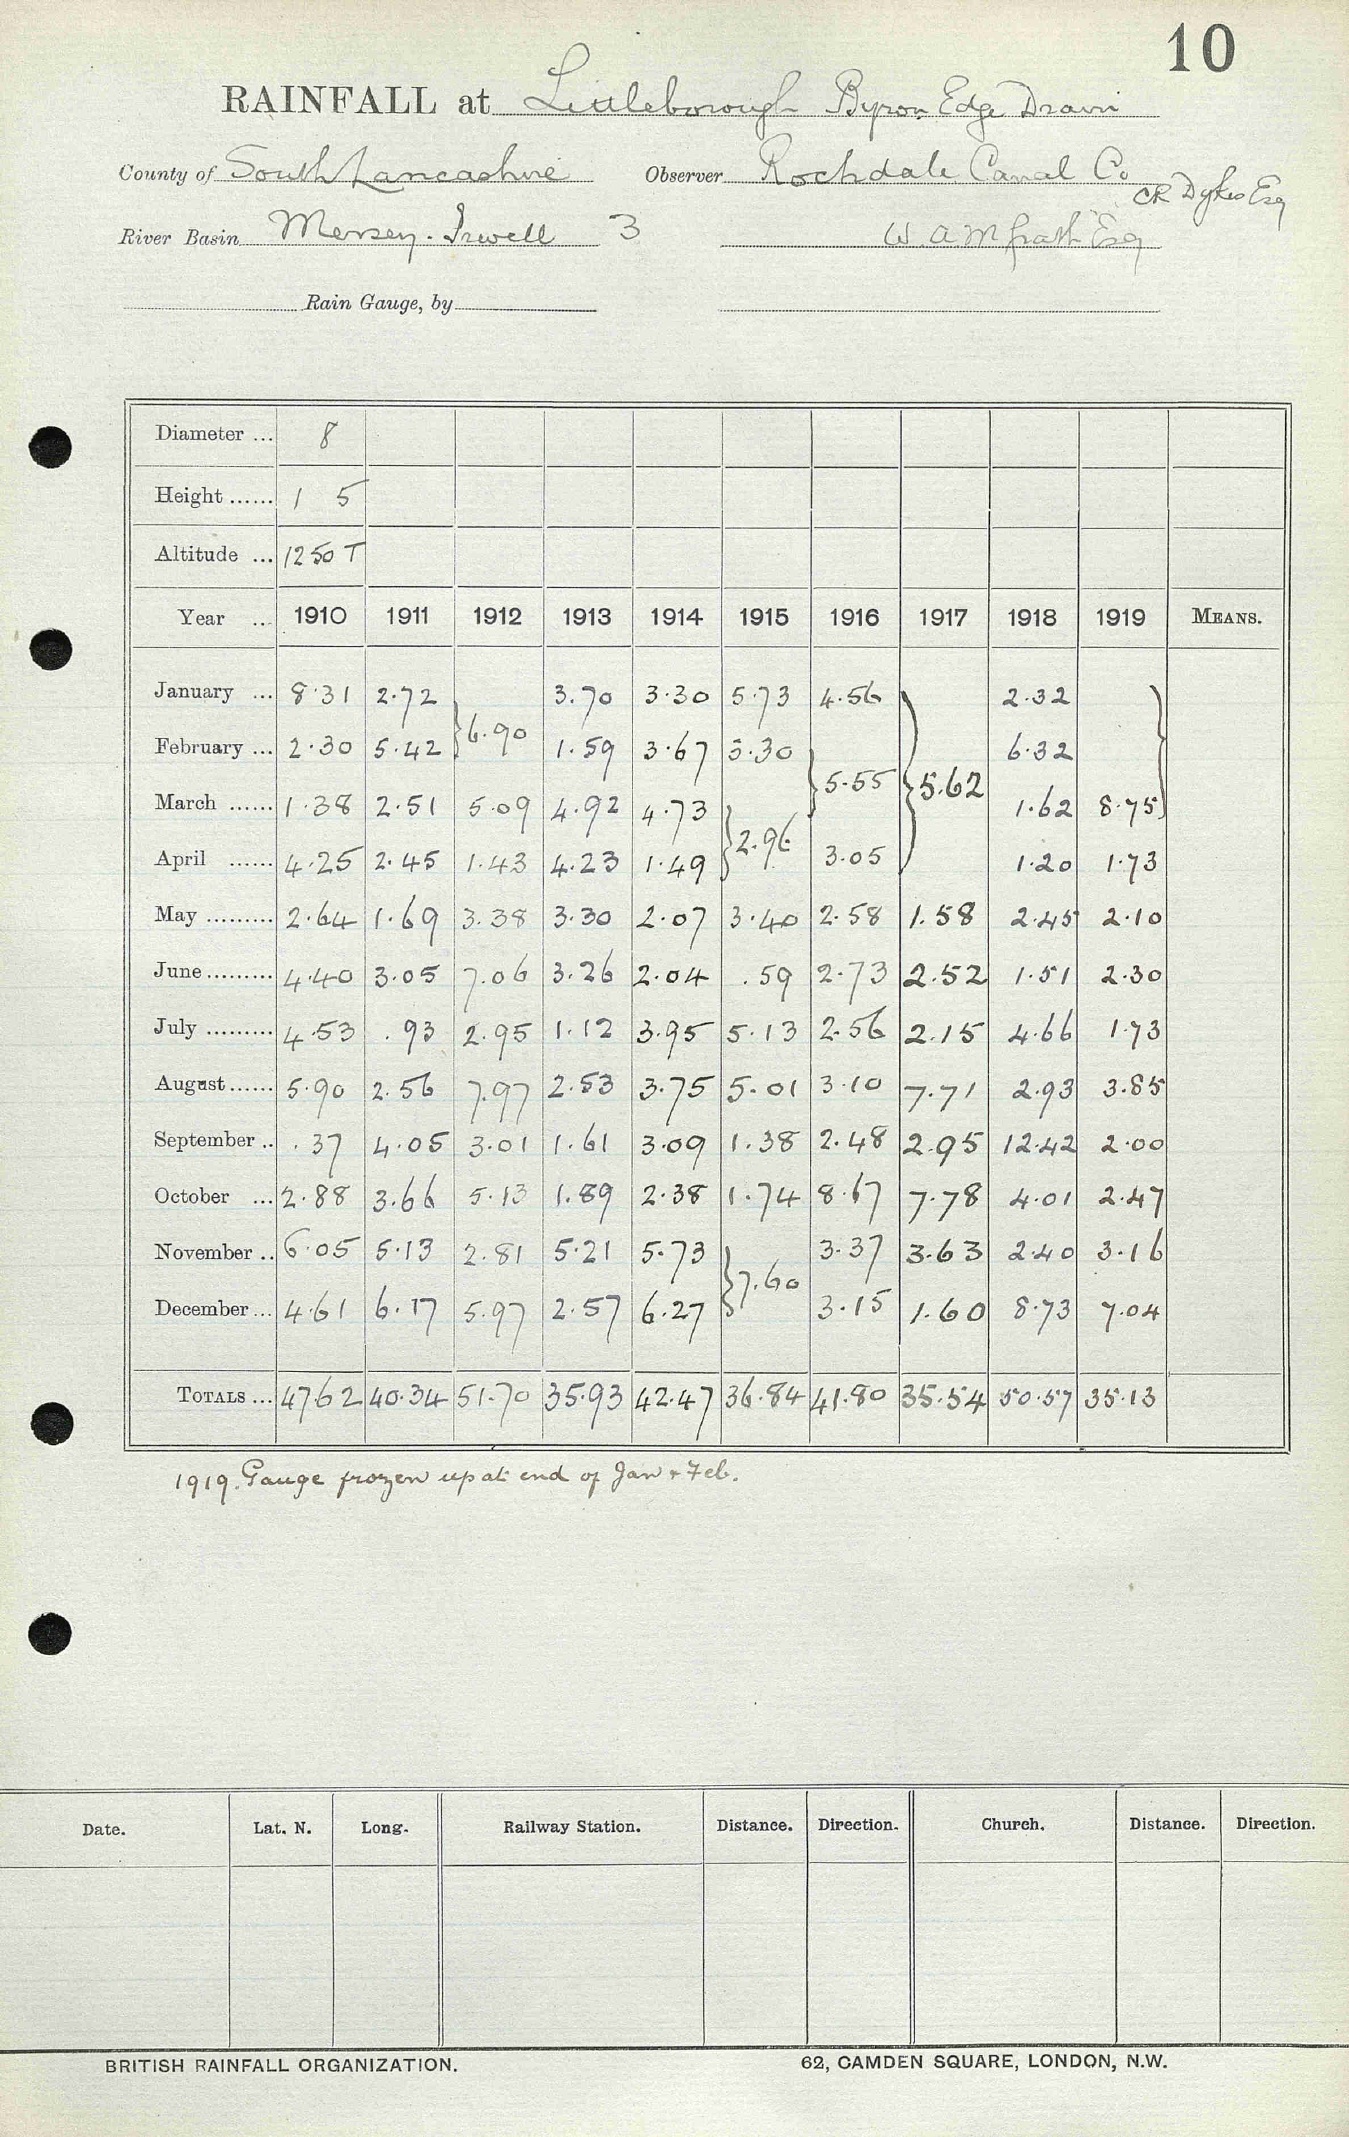 10
RAINFALL at Littleborough Byron Edge Drain
County of South Lancashire Observer Rochdale Canal Co
CR Dykes Esq
River Basin Mersey. Irwell 3 W. A. McGrath Esq
Rain Gauge, by
Diameter ... 8
Height ...... 1 5
Altitude ... 1250 T
Year ... 1910 1911 1912 1913 1914 1915 1916 1917 1918 1919 MEANS.
January ... 8.31 2.72 3.70 3.30 5.73 4.56 2.32
6.90
February ... 2.30 5.42 1.59 3.67 3.30 6.32
5.55 5.62
March ...... 1.38 2.51 5.09 4.92 4.73 1.62 8.75
2.96
April ...... 4.25 2.45 1.43 4.23 1.49 3.05 1.20 1.73
May ......... 2.64 1.69 3.38 3.30 2.07 3.40 2.58 1.58 2.45 2.10
June ......... 4.40 3.05 7.06 3.26 2.04 .59 2.73 2.52 1.51 2.30
July ......... 4.53 .93 2.95 1.12 3.95 5.13 2.56 2.15 4.66 1.73
August ...... 5.90 2.56 7.97 2.53 3.75 5.01 3.10 7.71 2.93 3.85
September .. .37 4.05 3.01 1.61 3.09 1.38 2.48 2.95 12.42 2.00
October ... 2.88 3.66 5.13 1.89 2.38 1.74 8.67 7.78 4.01 2.47
November .. 6.05 5.13 2.81 5.21 5.73 3.37 3.63 2.40 3.16
7.60
December ... 4.61 6.17 5.97 2.57 6.27 3.15 1.60 8.73 7.04
TOTALS ... 47.62 40.34 51.70 35.93 42.47 36.84 41.80 35.54 50.57 35.13
1919. Gauge frozen up at end of Jan + Feb.
Date. Lat. N. Long. Railway Station. Distance. Direction. Church. Distance. Direction.
BRITISH RAINFALL ORGANIZATION. 62, CAMDEN SQUARE, LONDON, N.W.